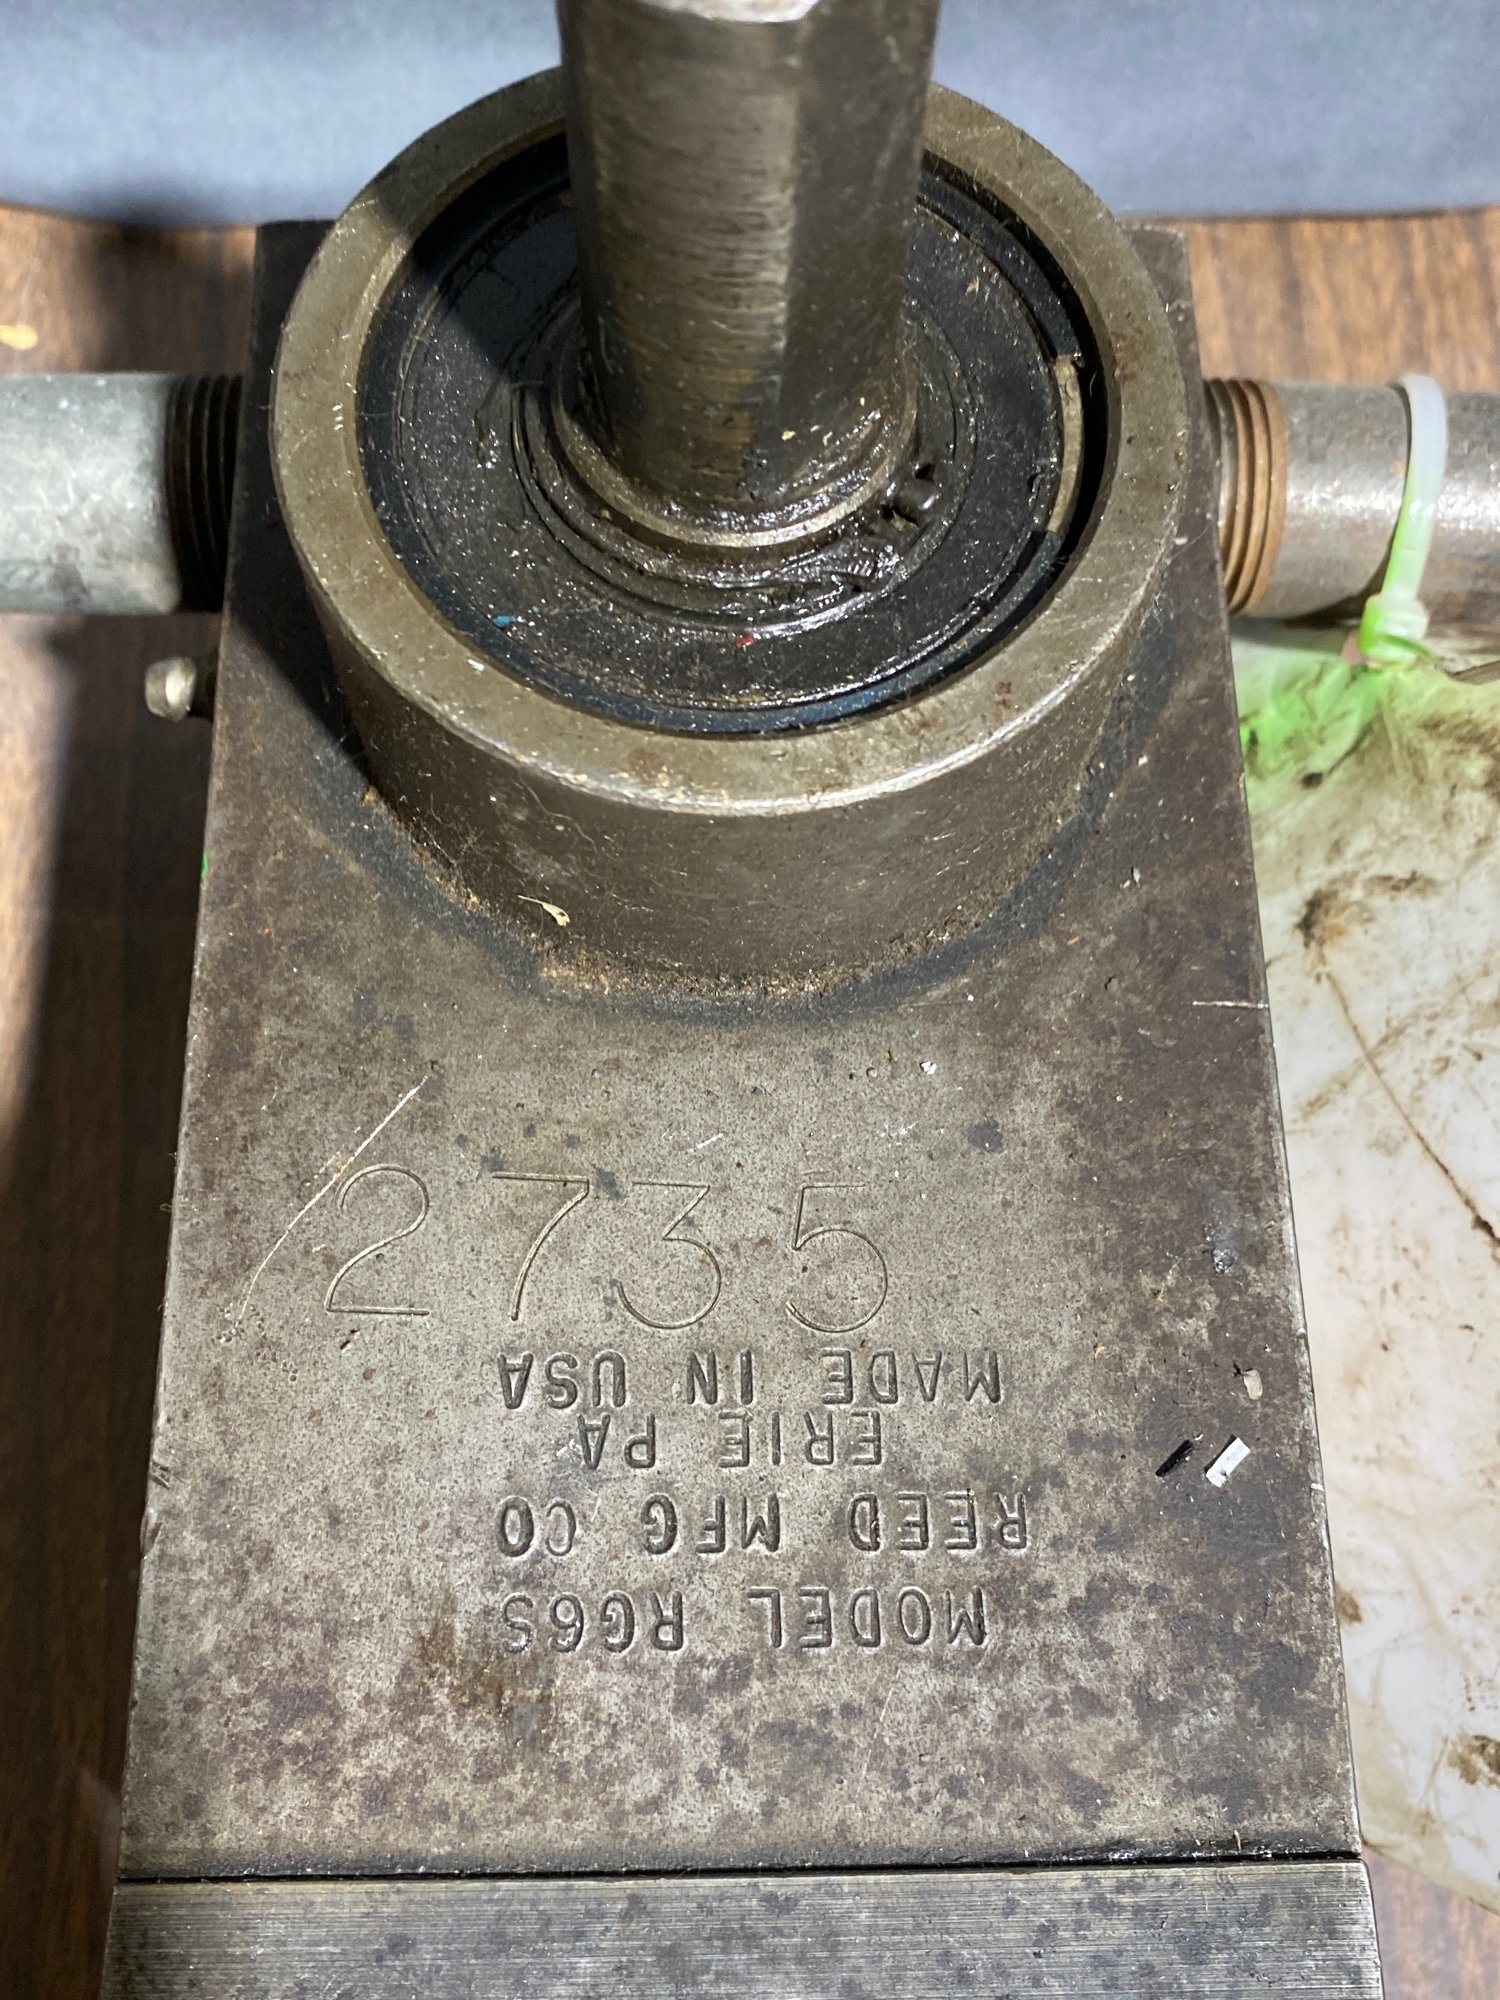 2735
MODEL RG6S
REED MFG CO
ERIE PA
MADE IN USA